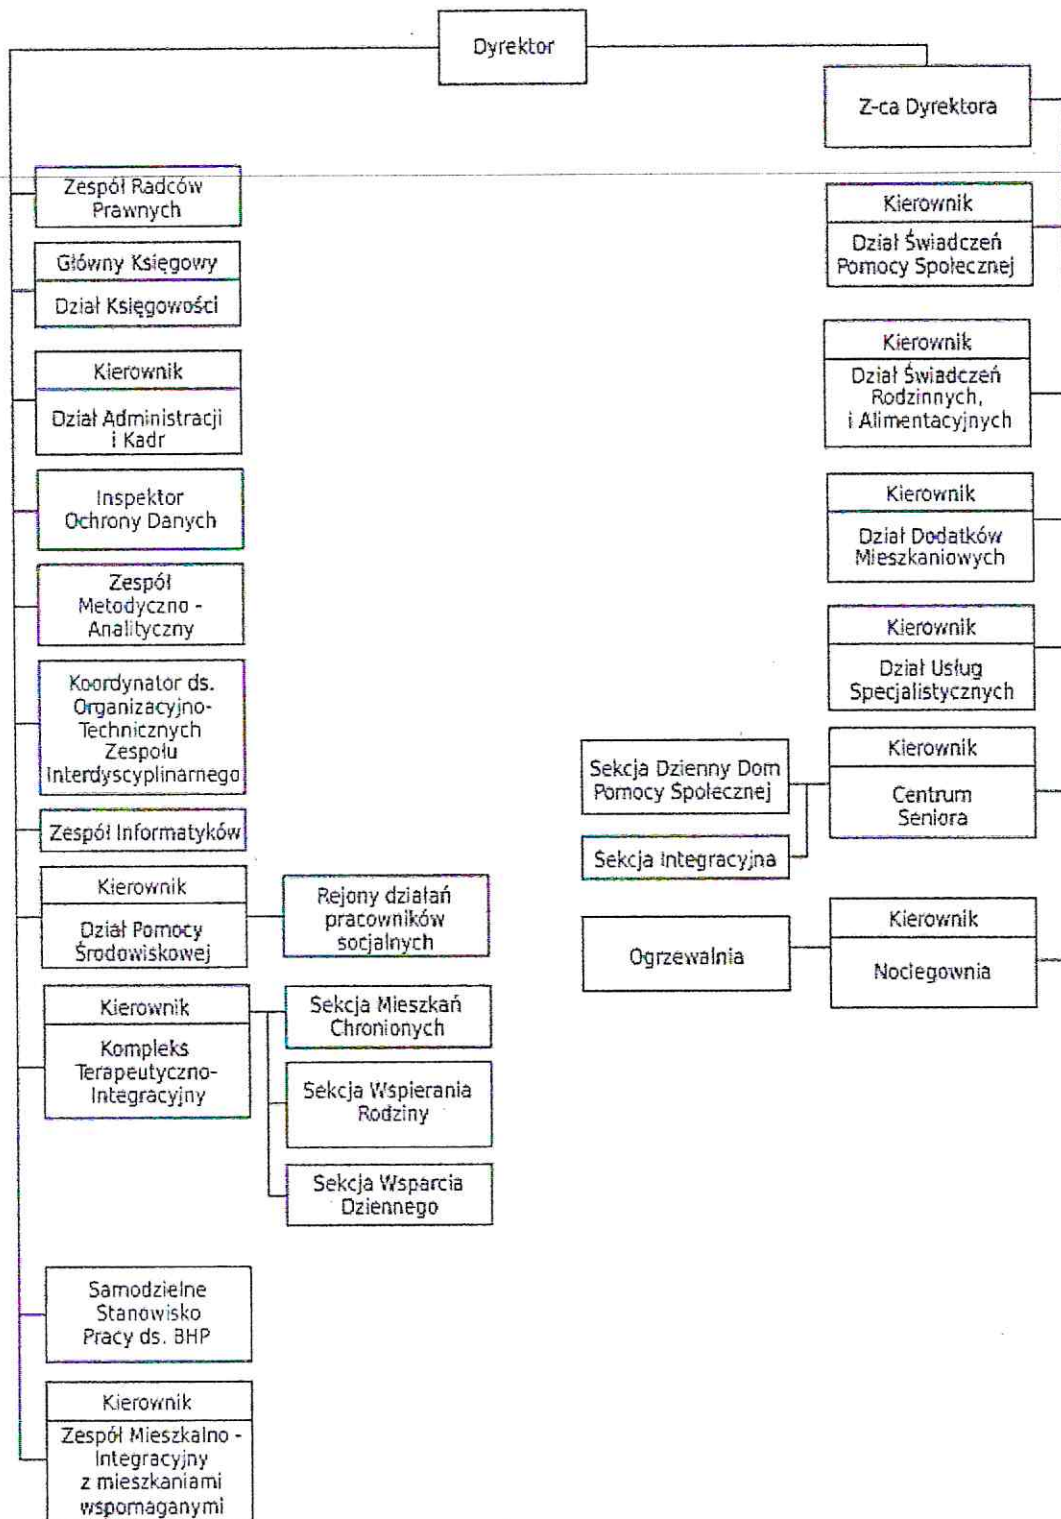 Dyrektor
Z-ca Dyrektora
Zespół Radców
Prawnych
Główny Księgowy
Dział Księgowości
Kierownik
Dział Administracji
i Kadr
Inspektor
Ochrony Danych
Zespół
Metodyczno -
Analityczny
Koordynator ds.
Organizacyjno-
Technicznych
Zespołu
Interdyscyplinarnego
Zespół Informatyków
Kierownik
Dział Pomocy
Środowiskowej
Rejony działań
pracowników
socjalnych
Kierownik
Kompleks
Terapeutyczno-
Integracyjny
Sekcja Mieszkań
Chronionych
Sekcja Wspierania
Rodziny
Sekcja Wsparcia
Dziennego
Samodzielne
Stanowisko
Pracy ds. BHP
Kierownik
Zespół Mieszkalno -
Integracyjny
z mieszkaniami
wspomaganymi
Kierownik
Dział Świadczeń
Pomocy Społecznej
Kierownik
Dział Świadczeń
Rodzinnych,
i Alimentacyjnych
Kierownik
Dział Dodatków
Mieszkaniowych
Kierownik
Dział Usług
Specjalistycznych
Kierownik
Centrum
Seniora
Sekcja Dzienny Dom
Pomocy Społecznej
Sekcja Integracyjna
Kierownik
Noclegownia
Ogrzewalnia